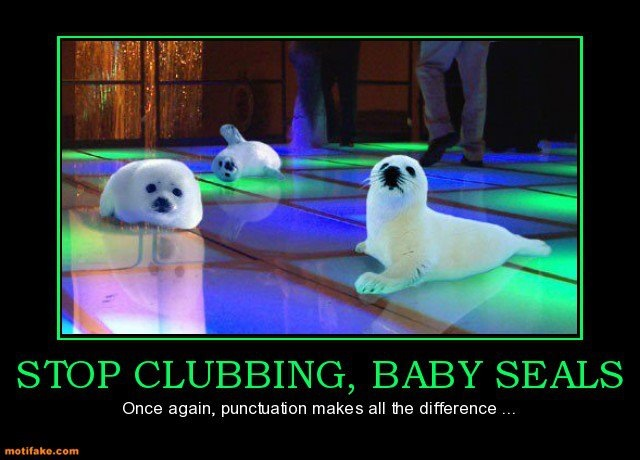 STOP CLUBBING, BABY SEALS
Once again, punctuation makes all the difference ...
motifake.com